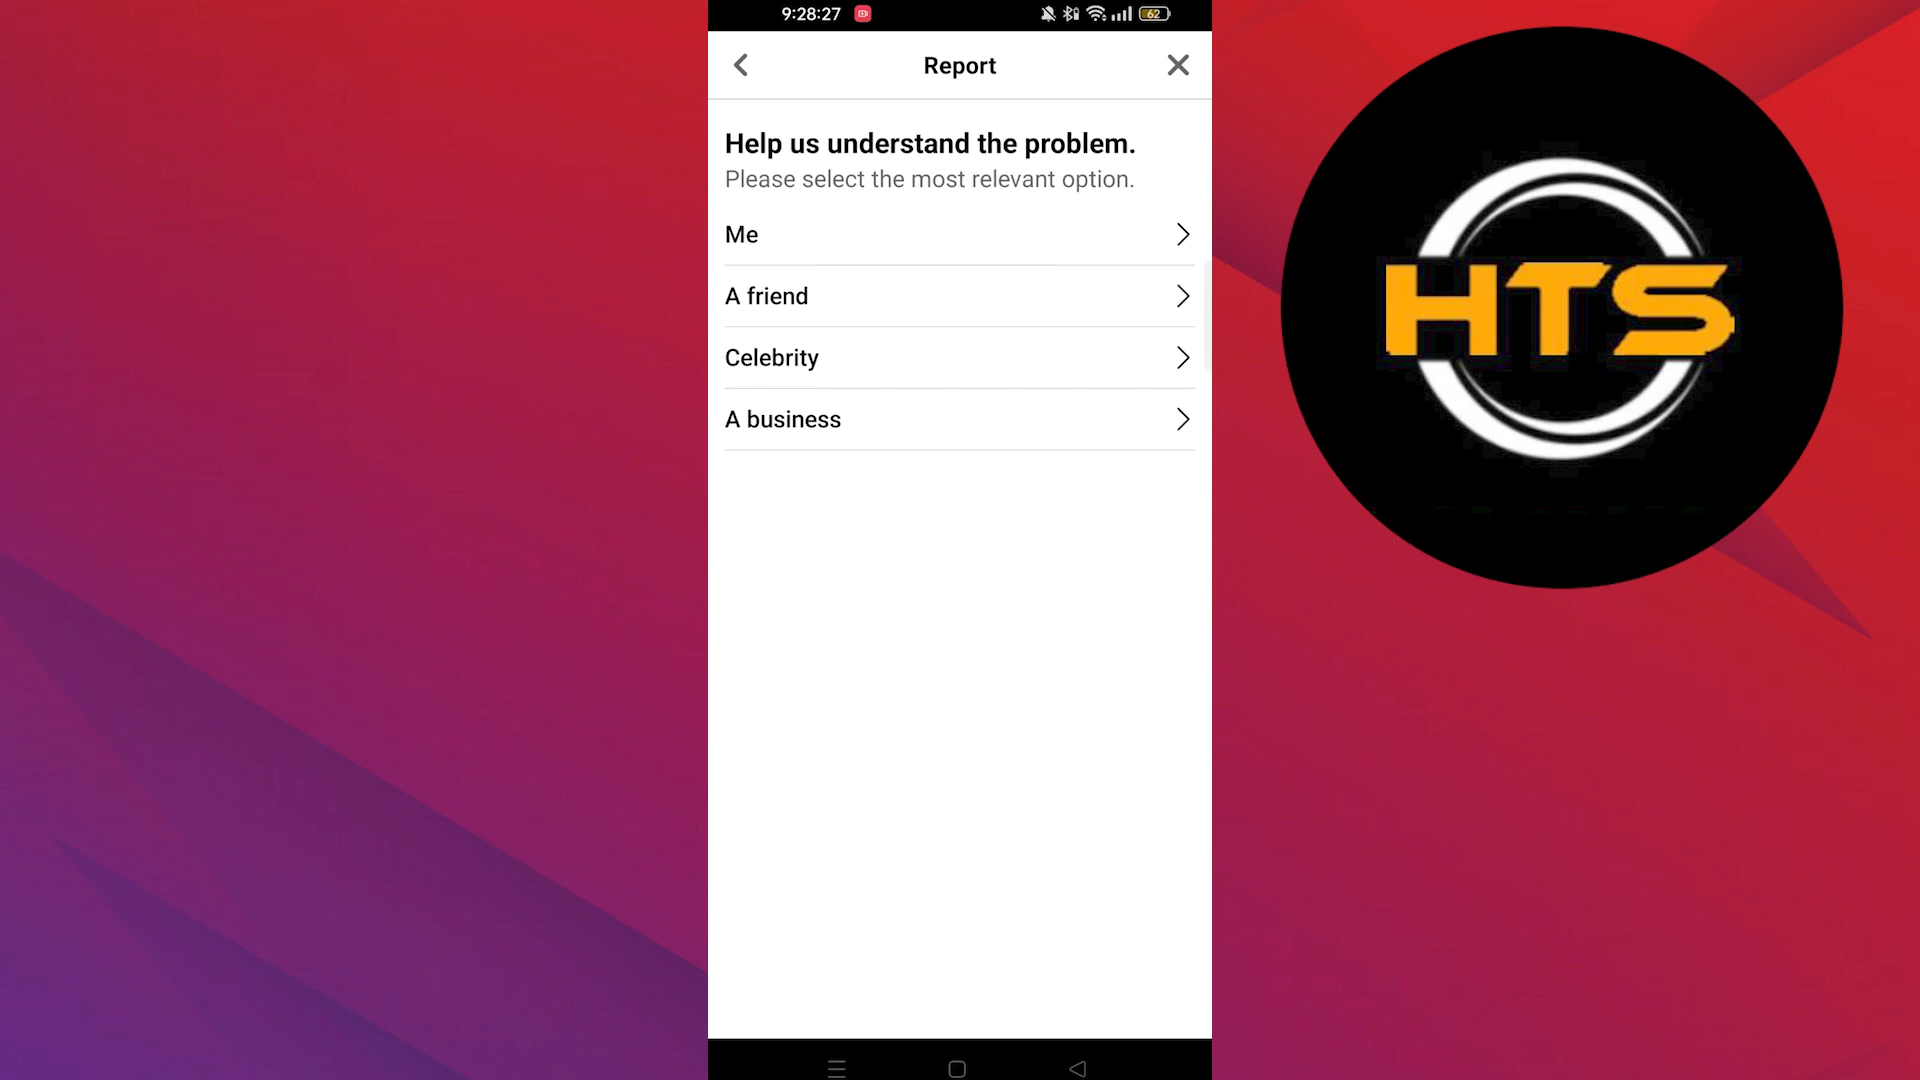 9:28:27
62
Report
Help us understand the problem.
Please select the most relevant option.
Me
A friend
Celebrity
A business
HTS